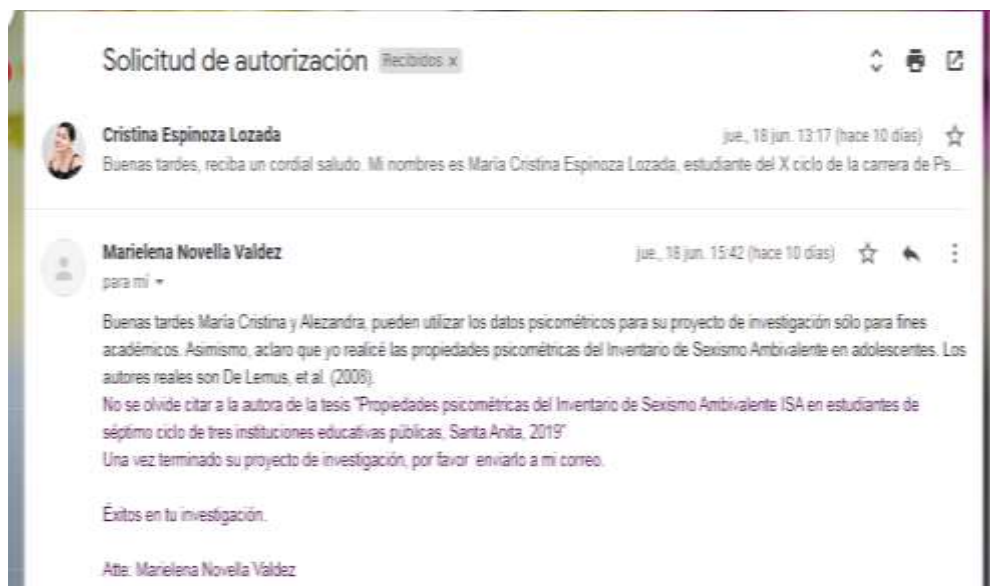 Solicitud de autorización Recibidos x
Cristina Espinoza Lozada jue., 18 jun. 13:17 (hace 10 días)
Buenas tardes, reciba un cordial saludo. Mi nombres es María Cristina Espinoza Lozada, estudiante del X ciclo de la carrera de Ps...
Marielena Novella Valdez jue., 18 jun. 15:42 (hace 10 días)
para mí
Buenas tardes María Cristina y Alezandra, pueden utilizar los datos psicométricos para su proyecto de investigación sólo para fines
académicos. Asimismo, aclaro que yo realicé las propiedades psicométricas del Inventario de Sexismo Ambivalente en adolescentes. Los
autores reales son De Lemus, et al. (2008).
No se olvide citar a la autora de la tesis "Propiedades psicométricas del Inventario de Sexismo Ambivalente ISA en estudiantes de
séptimo ciclo de tres instituciones educativas públicas, Santa Anita, 2019"
Una vez terminado su proyecto de investigación, por favor enviarlo a mi correo.
Éxitos en tu investigación.
Atte: Marielena Novella Valdez